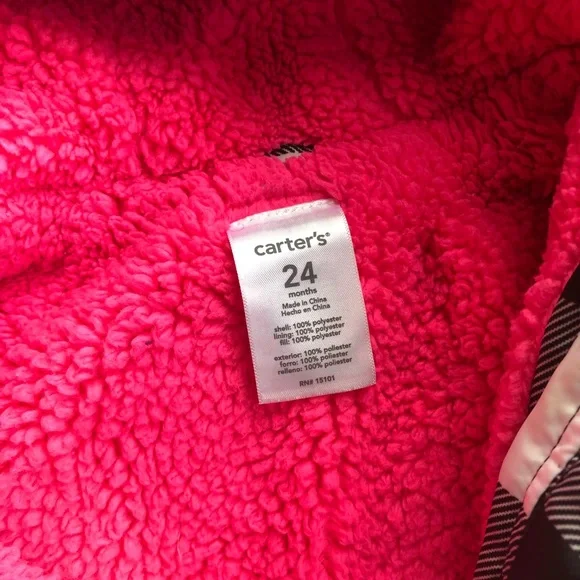 carter's®
24
months
Made in China
Hecho en China
shell: 100% polyester
lining: 100% polyester
fill: 100% polyester
exterior: 100% poliester
forro: 100% poliester
relleno: 100% poliester
RN# 15101